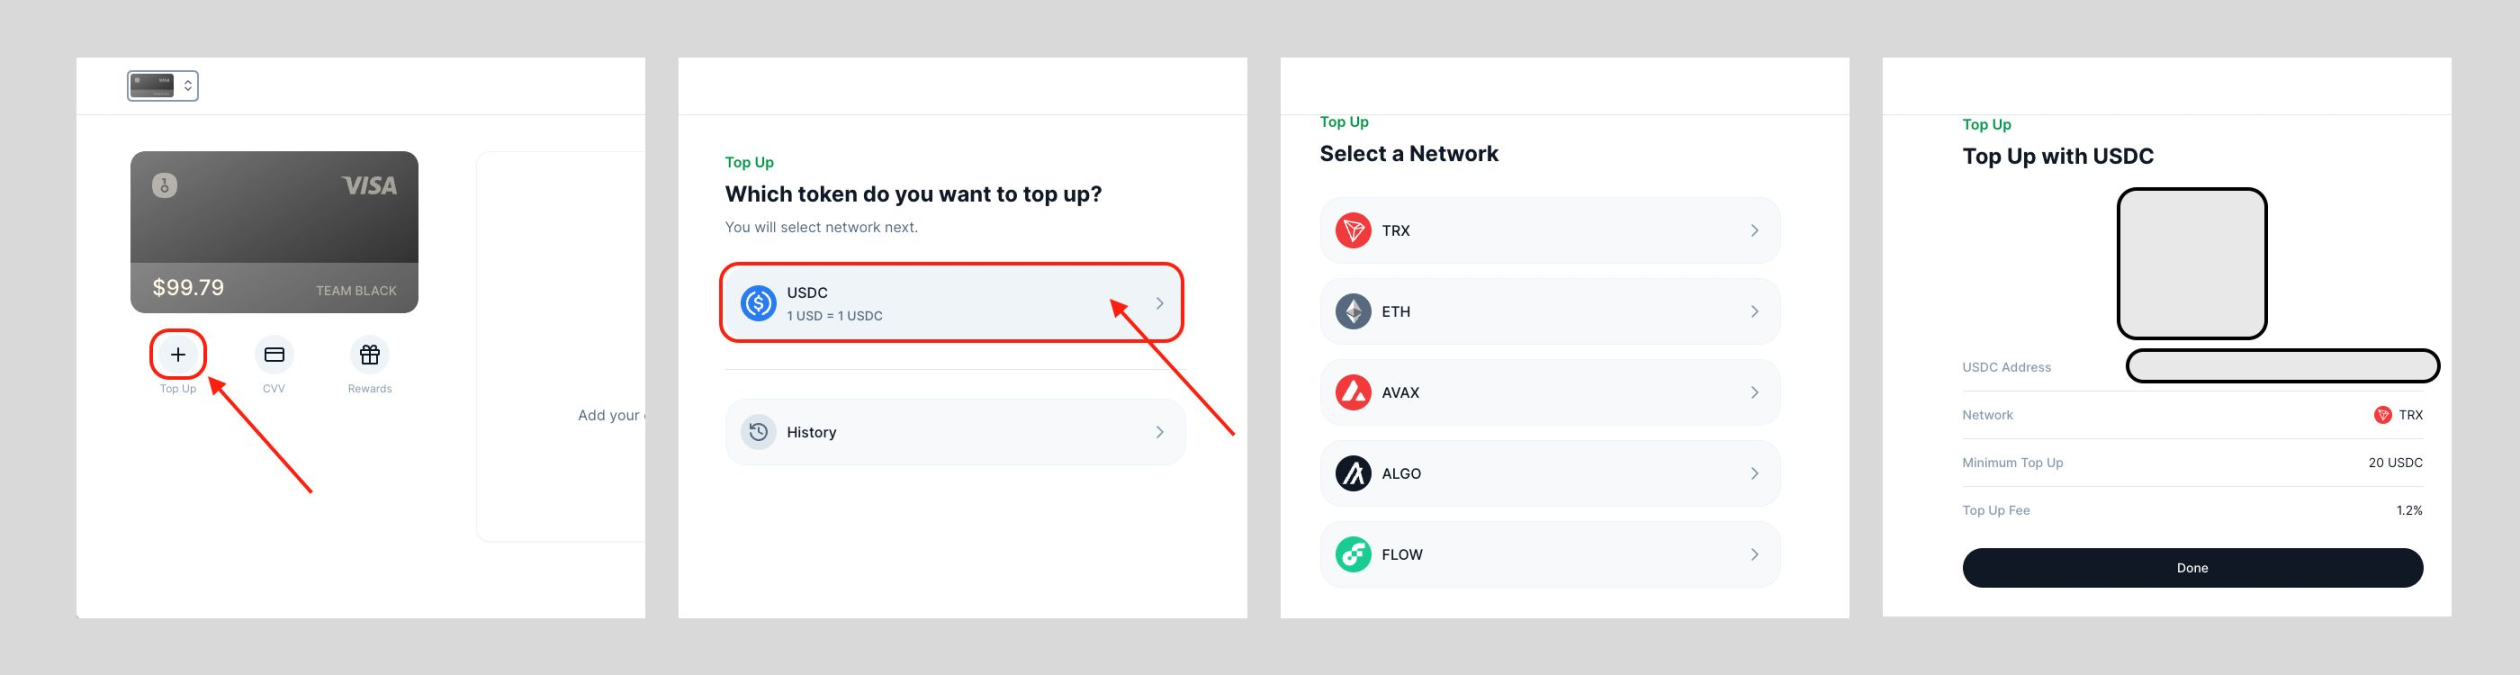 VISA
$99.79
TEAM BLACK
Top Up
CVV
Rewards
Add your
Top Up
Which token do you want to top up?
You will select network next.
USDC
1 USD = 1 USDC
History
Top Up
Select a Network
TRX
ETH
AVAX
ALGO
FLOW
Top Up
Top Up with USDC
USDC Address
Network
TRX
Minimum Top Up
20 USDC
Top Up Fee
1.2%
Done